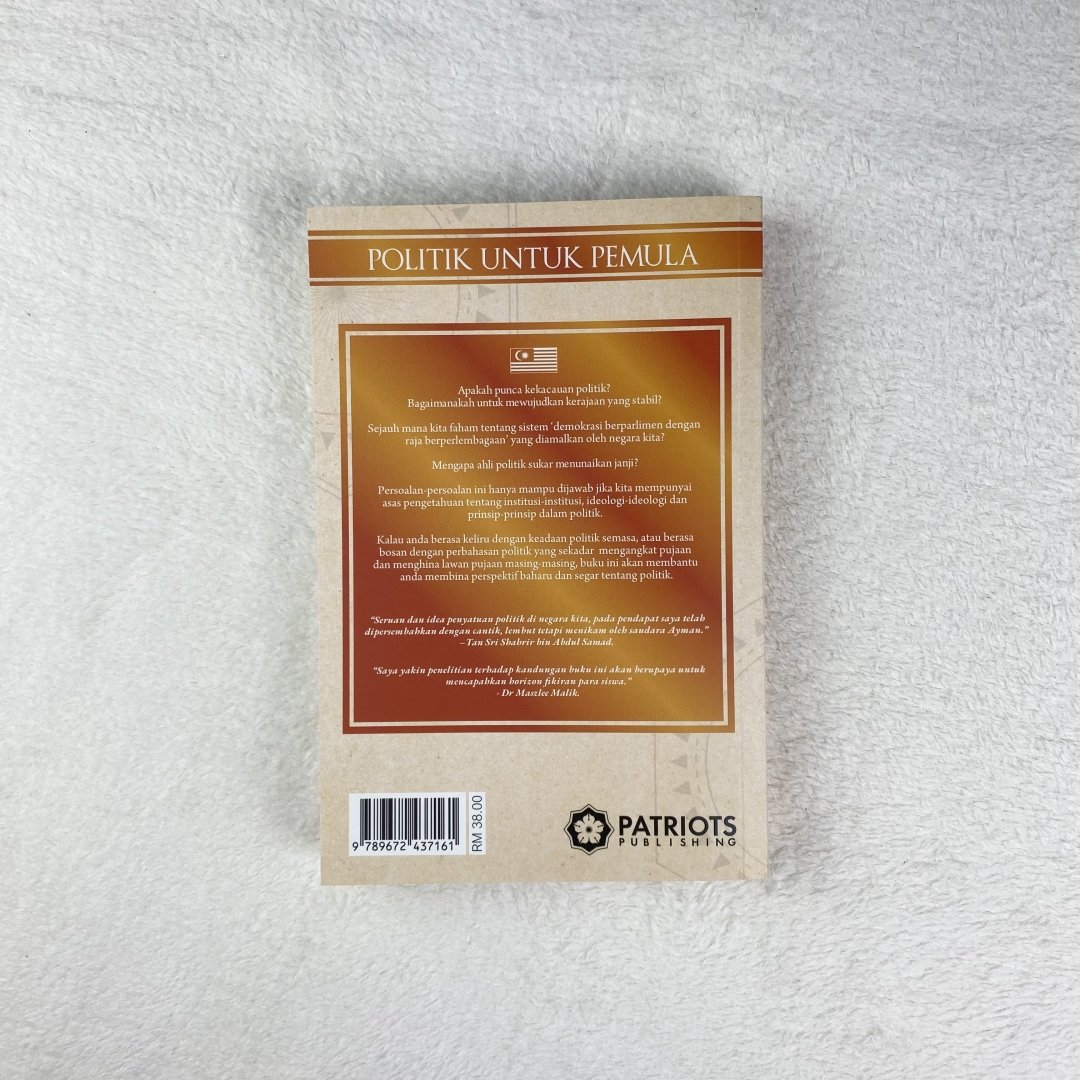 POLITIK UNTUK PEMULA
Apakah punca kekacauan politik?
Bagaimanakah untuk mewujudkan kerajaan yang stabil?
Sejauh mana kita faham tentang sistem ‘demokrasi berparlimen dengan
raja berperlembagaan’ yang diamalkan oleh negara kita?
Mengapa ahli politik sukar menunaikan janji?
Persoalan-persoalan ini hanya mampu dijawab jika kita mempunyai
asas pengetahuan tentang institusi-institusi, ideologi-ideologi dan
prinsip-prinsip dalam politik.
Kalau anda berasa keliru dengan keadaan politik semasa, atau berasa
bosan dengan perbahasan politik yang sekadar mengangkat pujaan
dan menghina lawan pujaan masing-masing, buku ini akan membantu
anda membina perspektif baharu dan segar tentang politik.
“Seruan dan idea penyatuan politik di negara kita, pada pendapat saya telah
dipersembahkan dengan cantik, lembut tetapi menikam oleh saudara Ayman.”
–Tan Sri Shahrir bin Abdul Samad.
“Saya yakin penelitian terhadap kandungan buku ini akan berupaya untuk
mencapahkan horizon fikiran para siswa.”
- Dr Maszlee Malik.
9 789672 437161
RM 38.00
PATRIOTS
PUBLISHING